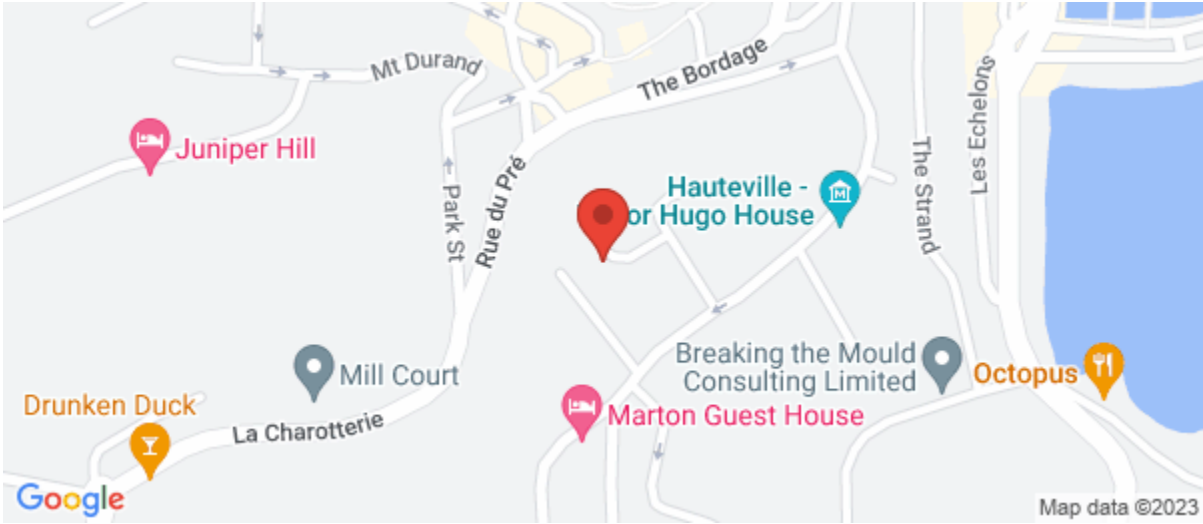 Mt Durand
The Bordage
Les Echelons
Juniper Hill
The Strand
Park St
Rue du Pré
Hauteville -
or Hugo House
Breaking the Mould
Consulting Limited
Mill Court
Octopus
Drunken Duck
Marton Guest House
La Charotterie
Google
Map data ©2023